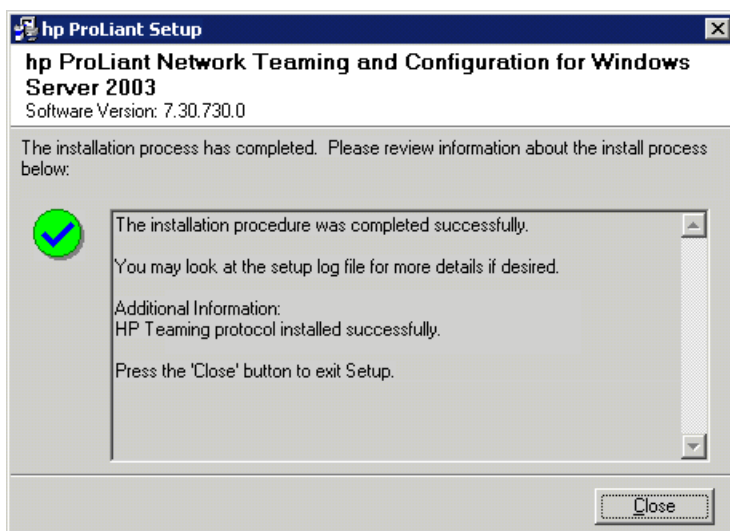 hp ProLiant Setup
hp ProLiant Network Teaming and Configuration for Windows
Server 2003
Software Version: 7.30.730.0
The installation process has completed. Please review information about the install process
below:
The installation procedure was completed successfully.
You may look at the setup log file for more details if desired.
Additional Information:
HP Teaming protocol installed successfully.
Press the 'Close' button to exit Setup.
Close